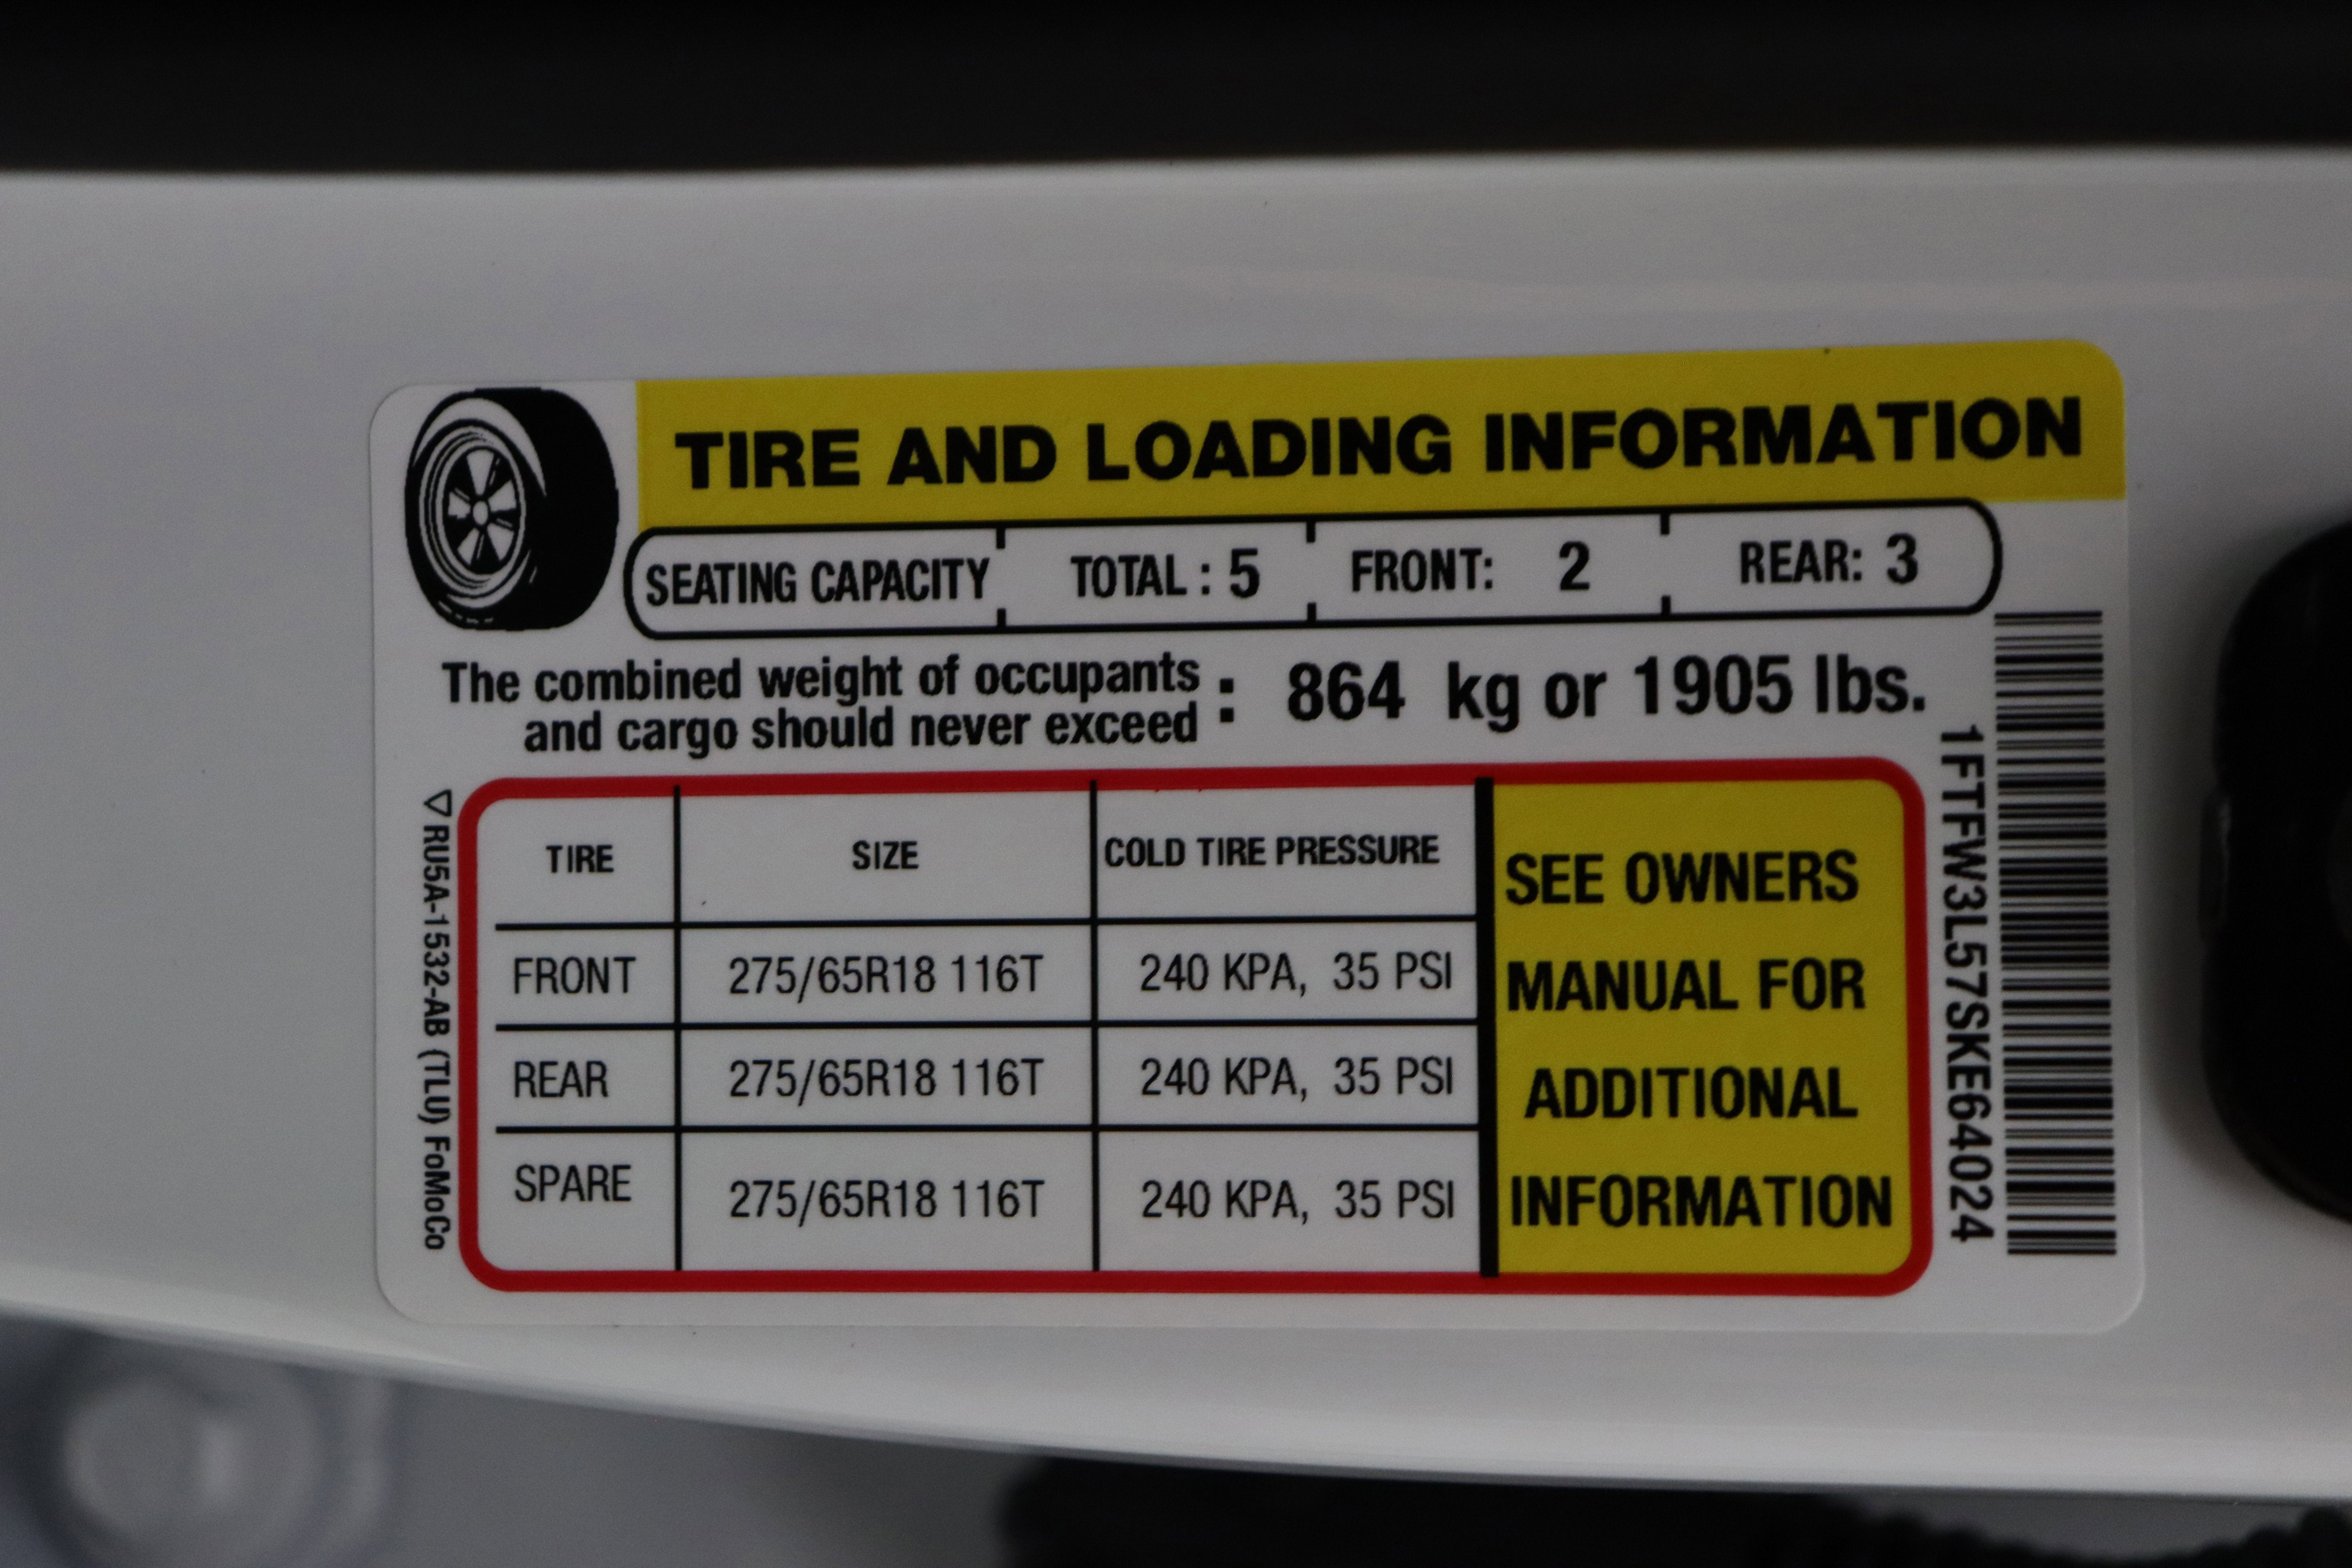 TIRE AND LOADING INFORMATION
SEATING CAPACITY TOTAL : 5 FRONT: 2 REAR: 3
The combined weight of occupants
and cargo should never exceed : 864 kg or 1905 lbs.
TIRE SIZE COLD TIRE PRESSURE
FRONT 275/65R18 116T 240 KPA, 35 PSI
REAR 275/65R18 116T 240 KPA, 35 PSI
SPARE 275/65R18 116T 240 KPA, 35 PSI
SEE OWNERS
MANUAL FOR
ADDITIONAL
INFORMATION
1FTFW3L57SKE64024
RU5A-1532-AB (TLU) FoMoCo